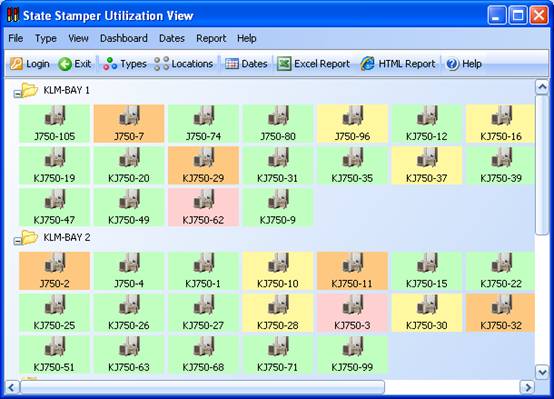 State Stamper Utilization View
File Type View Dashboard Dates Report Help
Login Exit Types Locations Dates Excel Report HTML Report Help
KLM-BAY 1
J750-105 J750-7 J750-74 J750-80 J750-96 KJ750-12 KJ750-16
KJ750-19 KJ750-20 KJ750-29 KJ750-31 KJ750-35 KJ750-37 KJ750-39
KJ750-47 KJ750-49 KJ750-62 KJ750-9
KLM-BAY 2
J750-2 J750-4 KJ750-1 KJ750-10 KJ750-11 KJ750-15 KJ750-22
KJ750-25 KJ750-26 KJ750-27 KJ750-28 KJ750-3 KJ750-30 KJ750-32
KJ750-51 KJ750-63 KJ750-68 KJ750-71 KJ750-99